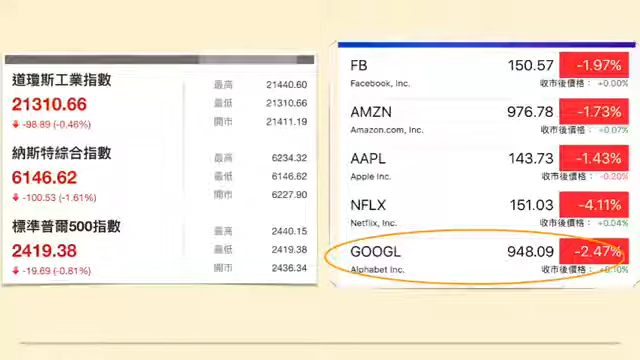 道瓊斯工業指數
21310.66
-98.89 (-0.46%)
最高 21440.60
最低 21310.66
開市 21411.19
納斯特綜合指數
6146.62
-100.53 (-1.61%)
最高 6234.32
最低 6146.62
開市 6227.90
標準普爾500指數
2419.38
-19.69 (-0.81%)
最高 2440.15
最低 2419.38
開市 2436.34
FB 150.57 -1.97%
Facebook, Inc. 收市後價格： +0.00%
AMZN 976.78 -1.73%
Amazon.com, Inc. 收市後價格： +0.07%
AAPL 143.73 -1.43%
Apple Inc. 收市後價格： -0.20%
NFLX 151.03 -4.11%
Netflix, Inc. 收市後價格： +0.04%
GOOGL 948.09 -2.47%
Alphabet Inc. 收市後價格： +0.10%